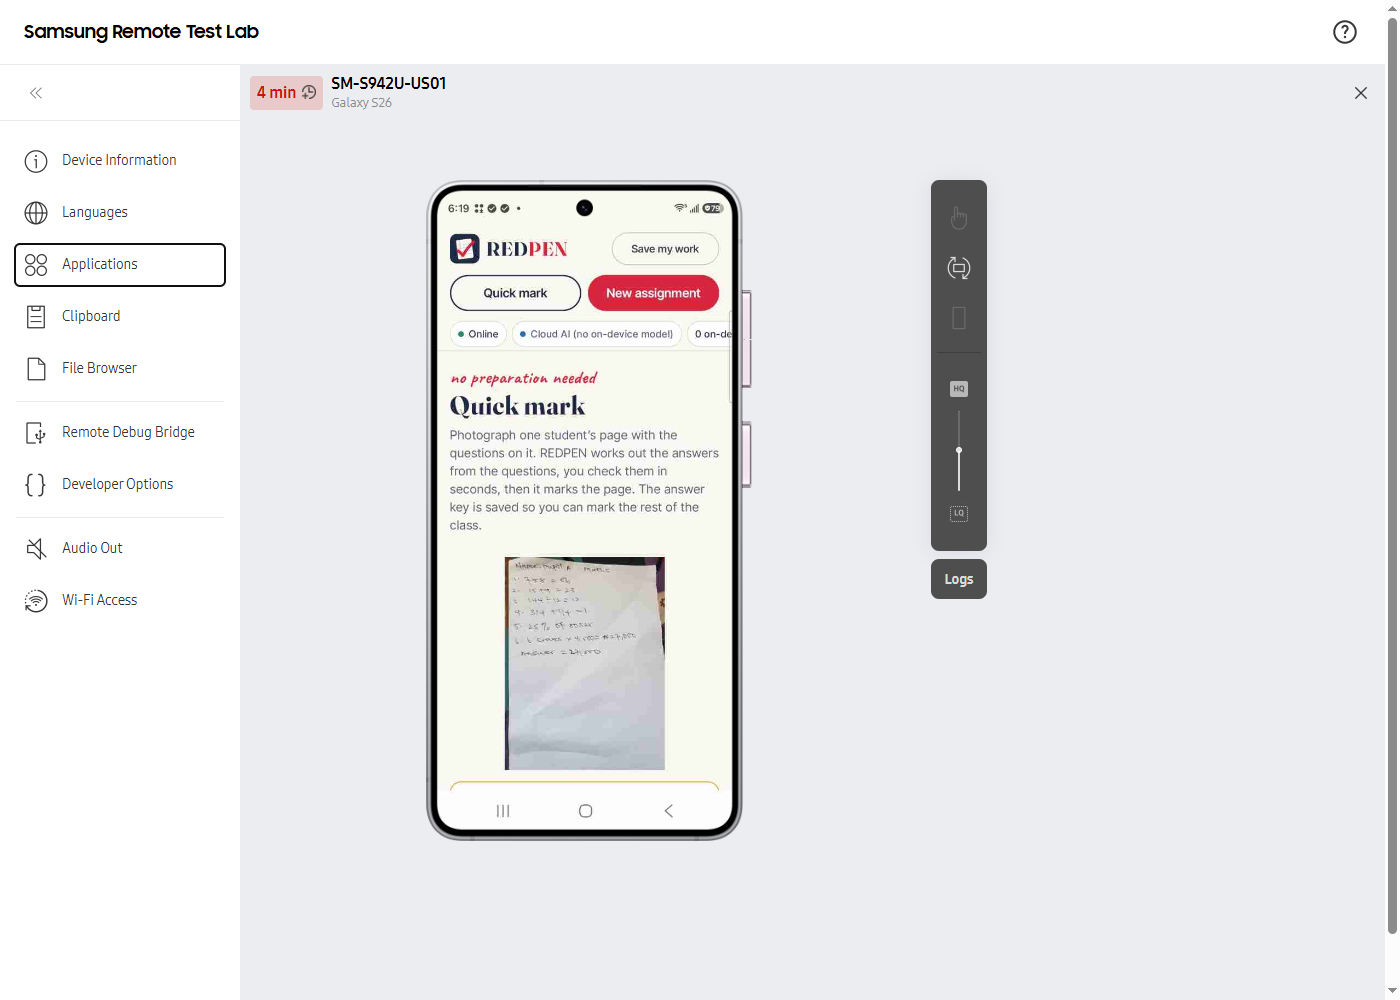 Samsung Remote Test Lab
4 min
SM-S942U-US01
Galaxy S26
Device Information
Languages
Applications
Clipboard
File Browser
Remote Debug Bridge
Developer Options
Audio Out
Wi-Fi Access
6:19
79
REDPEN
Save my work
Quick mark
New assignment
Online
Cloud AI (no on-device model)
0 on-de
no preparation needed
Quick mark
Photograph one student's page with the
questions on it. REDPEN works out the answers
from the questions, you check them in
seconds, then it marks the page. The answer
key is saved so you can mark the rest of the
class.
HQ
LQ
Logs